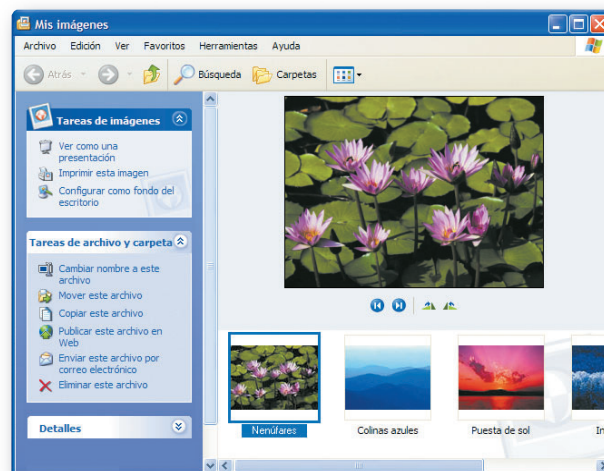 Mis imágenes
Archivo Edición Ver Favoritos Herramientas Ayuda
Atrás Búsqueda Carpetas
Tareas de imágenes
Ver como una
presentación
Imprimir esta imagen
Configurar como fondo del
escritorio
Tareas de archivo y carpeta
Cambiar nombre a este
archivo
Mover este archivo
Copiar este archivo
Publicar este archivo en
Web
Enviar este archivo por
correo electrónico
Eliminar este archivo
Detalles
Nenúfares Colinas azules Puesta de sol In